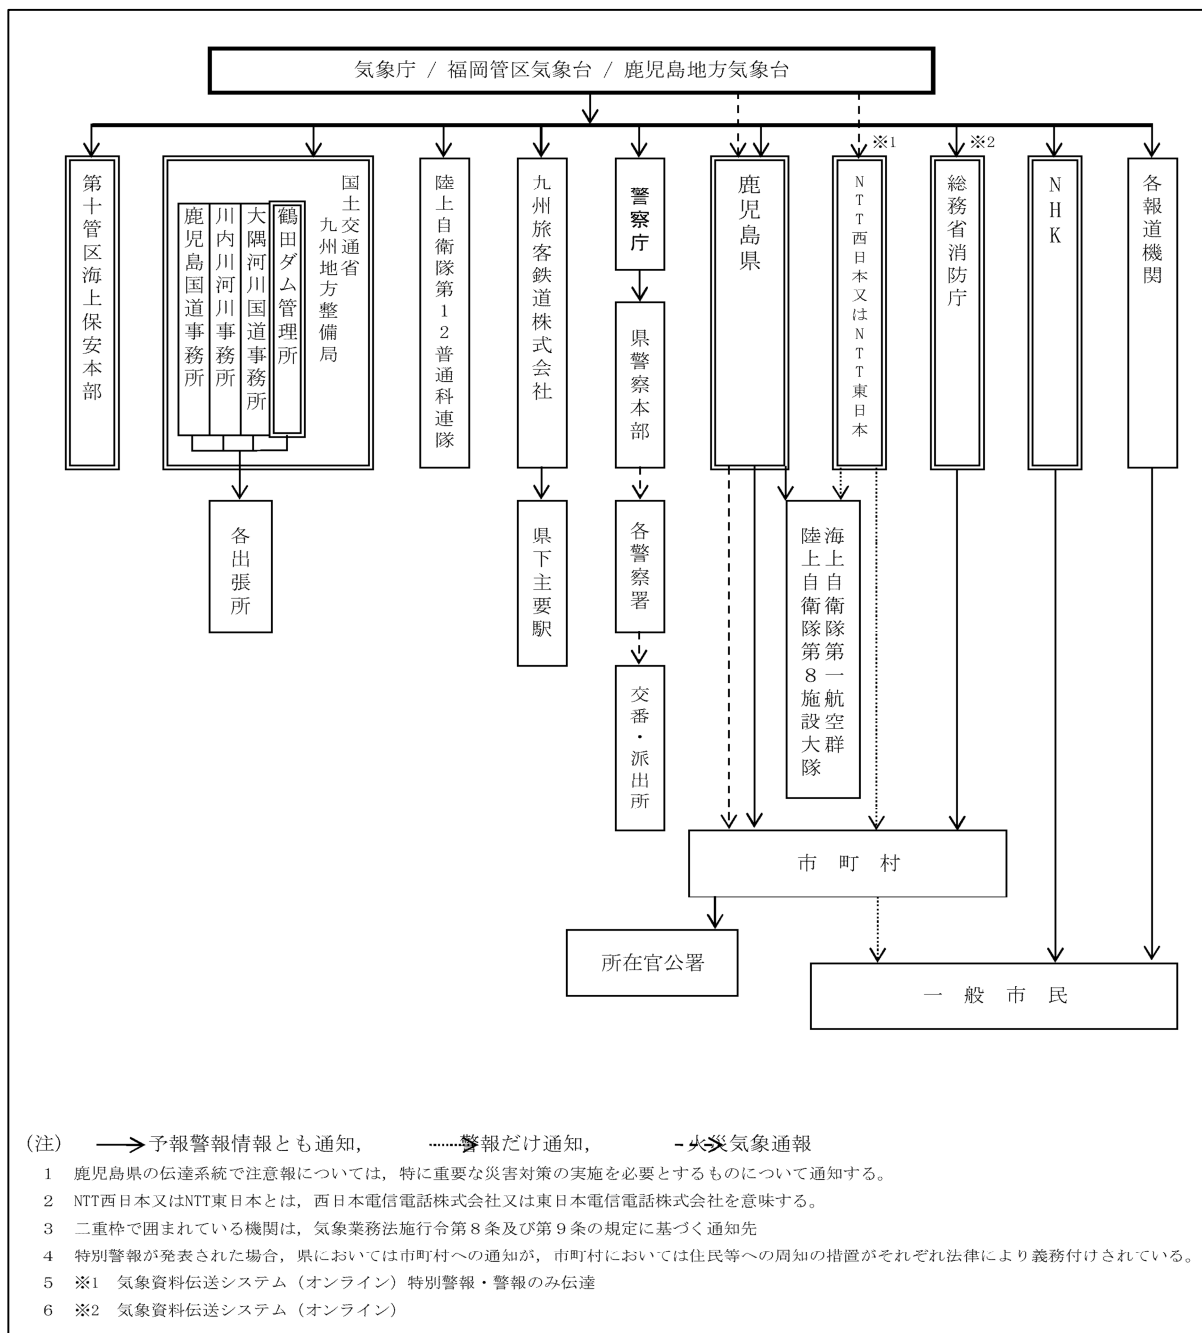 気象庁 / 福岡管区気象台 / 鹿児島地方気象台
※1
※2
第十管区海上保安本部
国土交通省
九州地方整備局
鶴田ダム管理所
大隅河川国道事務所
川内川河川事務所
鹿児島国道事務所
陸上自衛隊第12普通科連隊
九州旅客鉄道株式会社
警察庁
鹿児島県
NTT西日本又はNTT東日本
総務省消防庁
NHK
各報道機関
県警察本部
各出張所
県下主要駅
各警察署
海上自衛隊第一航空群
陸上自衛隊第8施設大隊
交番・派出所
市 町 村
所在官公署
一 般 市 民
(注) 予報警報情報とも通知, 警報だけ通知, 火災気象通報
1 鹿児島県の伝達系統で注意報については,特に重要な災害対策の実施を必要とするものについて通知する。
2 NTT西日本又はNTT東日本とは,西日本電信電話株式会社又は東日本電信電話株式会社を意味する。
3 二重枠で囲まれている機関は,気象業務法施行令第8条及び第9条の規定に基づく通知先
4 特別警報が発表された場合,県においては市町村への通知が,市町村においては住民等への周知の措置がそれぞれ法律により義務付けされている。
5 ※1 気象資料伝送システム(オンライン)特別警報・警報のみ伝達
6 ※2 気象資料伝送システム(オンライン)